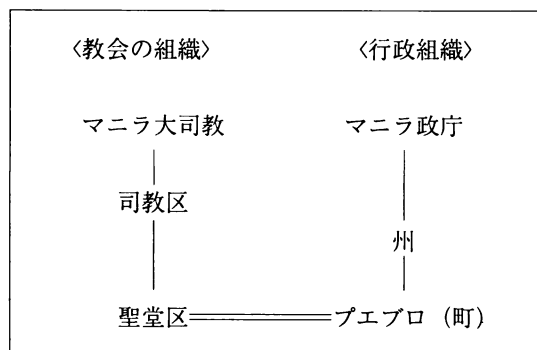 〈教会の組織〉 〈行政組織〉
マニラ大司教 マニラ政庁
司教区
州
聖堂区 プエブロ（町）